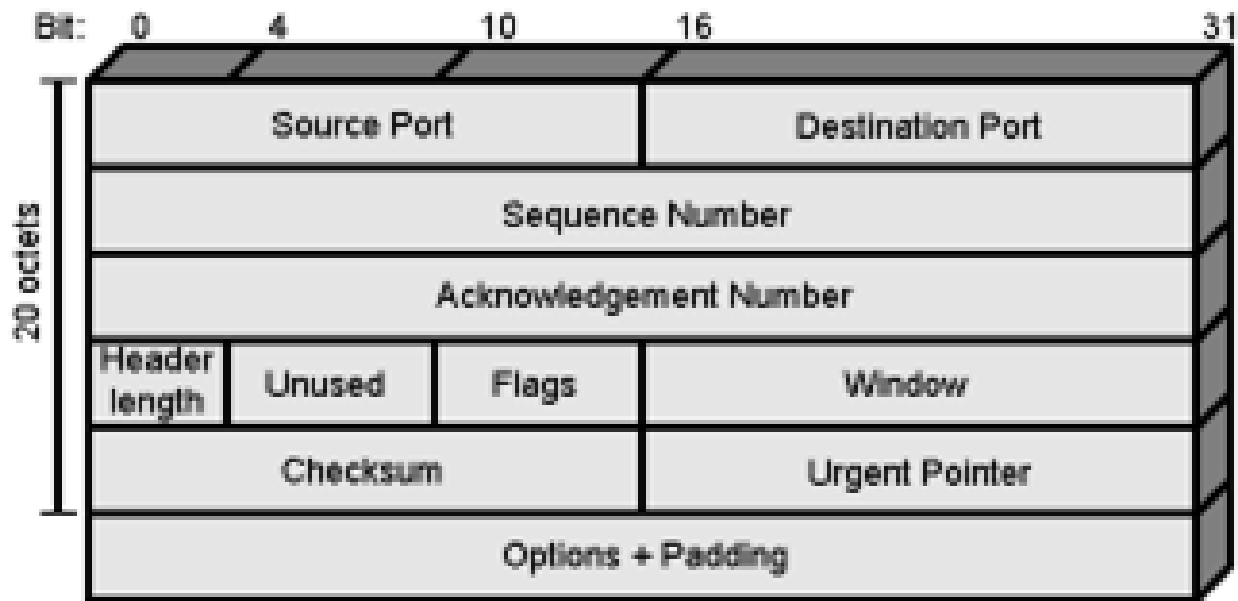 Bit: 0 4 10 16 31
Source Port
Destination Port
Sequence Number
Acknowledgement Number
Header
length
Unused
Flags
Window
Checksum
Urgent Pointer
Options + Padding
20 octets